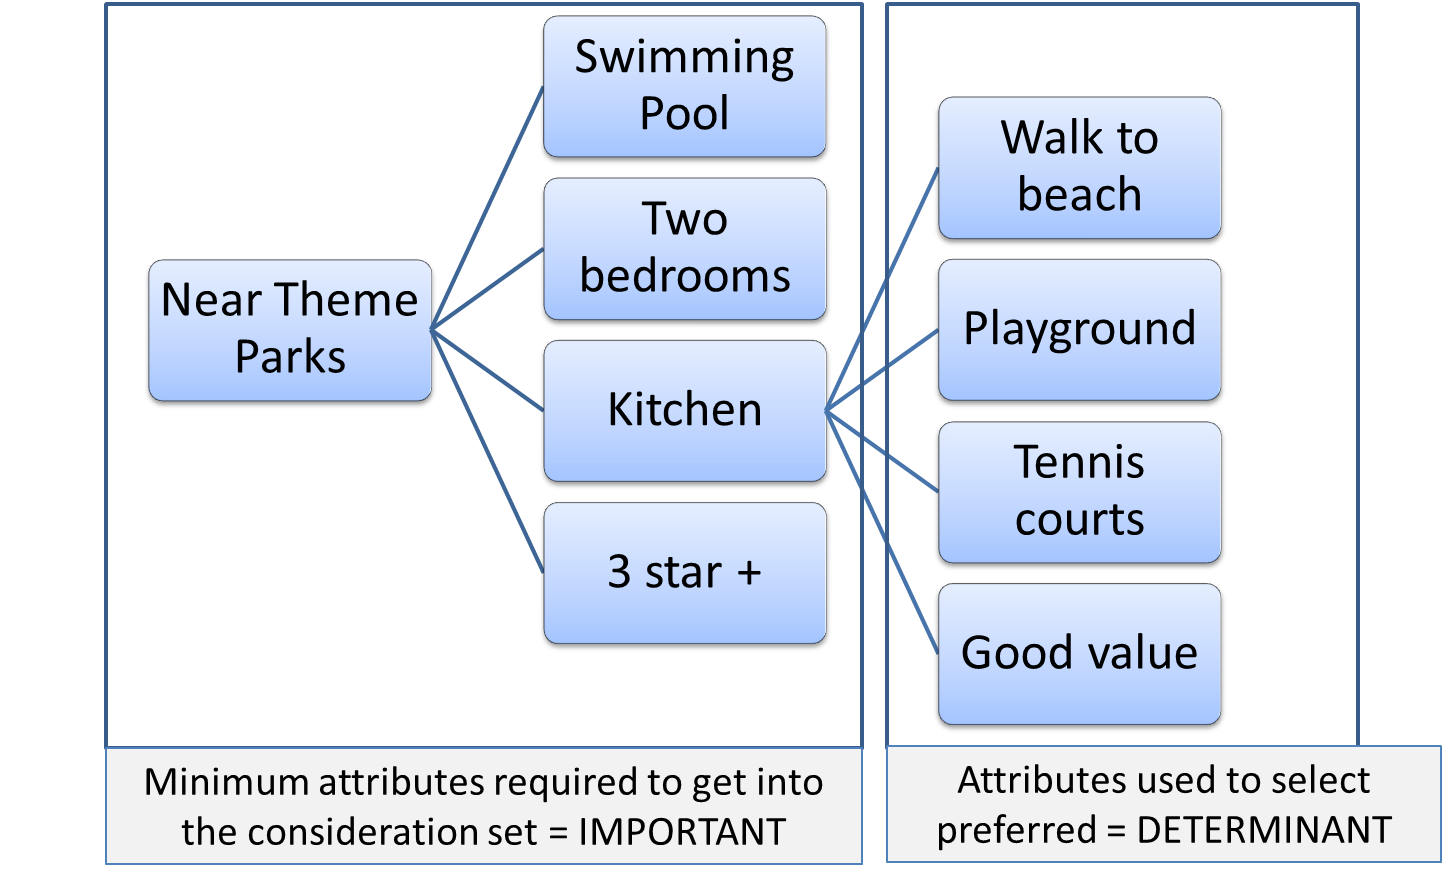 Near Theme
Parks
Swimming
Pool
Two
bedrooms
Kitchen
3 star +
Walk to
beach
Playground
Tennis
courts
Good value
Minimum attributes required to get into
the consideration set = IMPORTANT
Attributes used to select
preferred = DETERMINANT